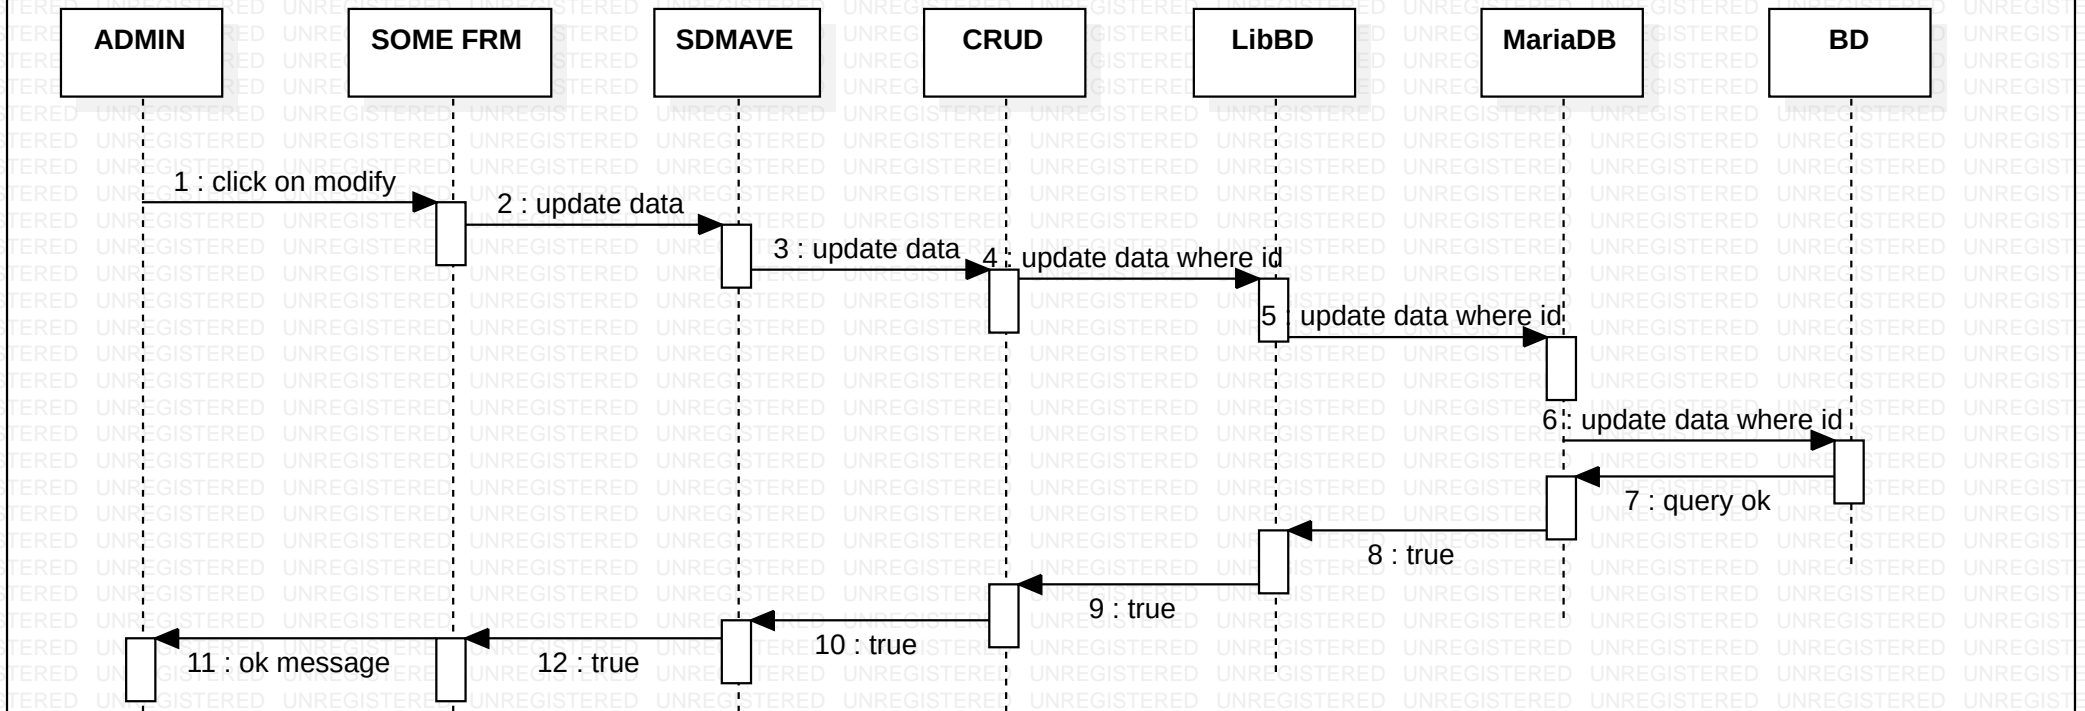 ADMIN
SOME FRM
SDMAVE
CRUD
LibBD
MariaDB
BD
1 : click on modify
2 : update data
3 : update data
4 : update data where id
5 : update data where id
6 : update data where id
7 : query ok
8 : true
9 : true
10 : true
11 : ok message
12 : true
UNREGISTERED